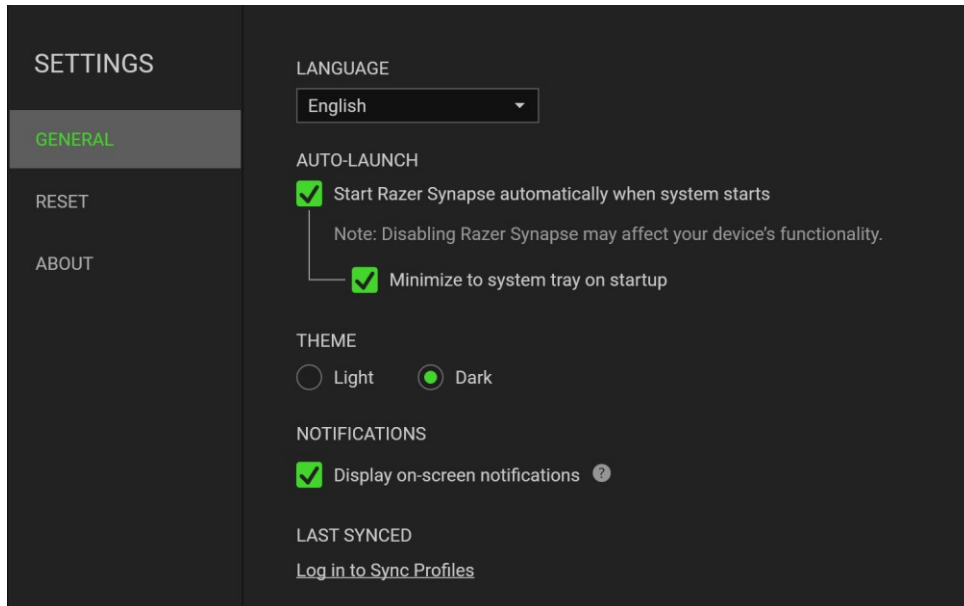 SETTINGS
GENERAL
RESET
ABOUT
LANGUAGE
English
AUTO-LAUNCH
Start Razer Synapse automatically when system starts
Note: Disabling Razer Synapse may affect your device’s functionality.
Minimize to system tray on startup
THEME
Light
Dark
NOTIFICATIONS
Display on-screen notifications ?
LAST SYNCED
Log in to Sync Profiles